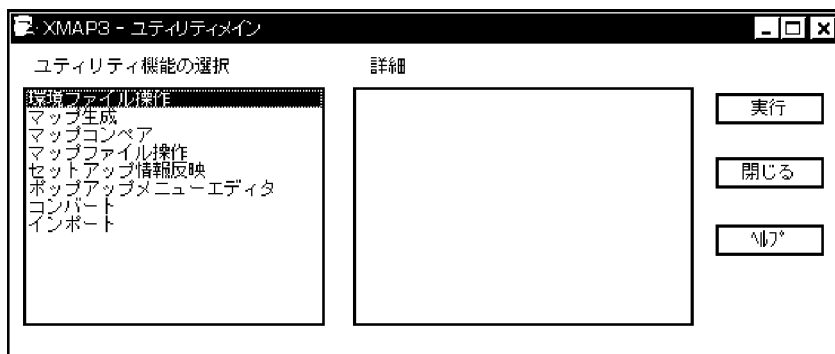 XMAP3 - ユティリティメイン
ユティリティ機能の選択
詳細
環境ファイル操作
マップ生成
マップコンペア
マップファイル操作
セットアップ情報反映
ポップアップメニューエディタ
コンバート
インポート
実行
閉じる
ﾍﾙﾌﾟ